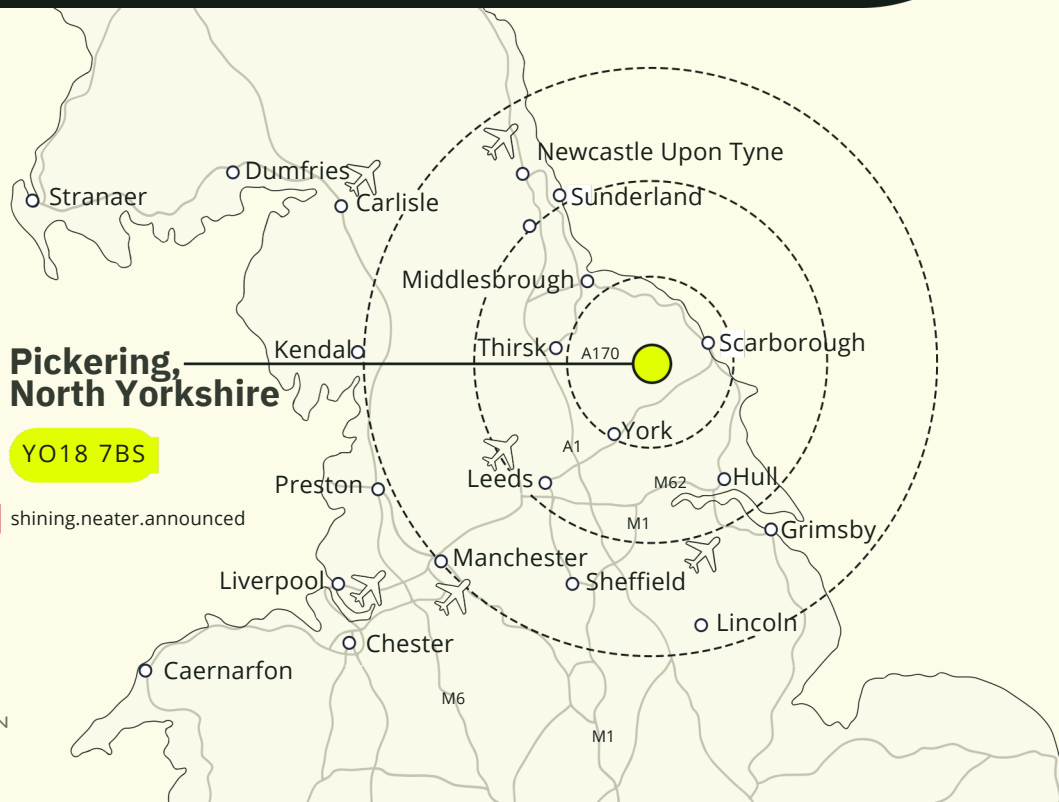 Newcastle Upon Tyne
Dumfries
Stranaer
Sunderland
Carlisle
Middlesbrough
Scarborough
Thirsk
A170
Kendal
Pickering,
North Yorkshire
York
A1
YO18 7BS
Leeds
M62
Hull
Preston
shining.neater.announced
M1
Grimsby
Manchester
Liverpool
Sheffield
Lincoln
Chester
Caernarfon
M6
M1